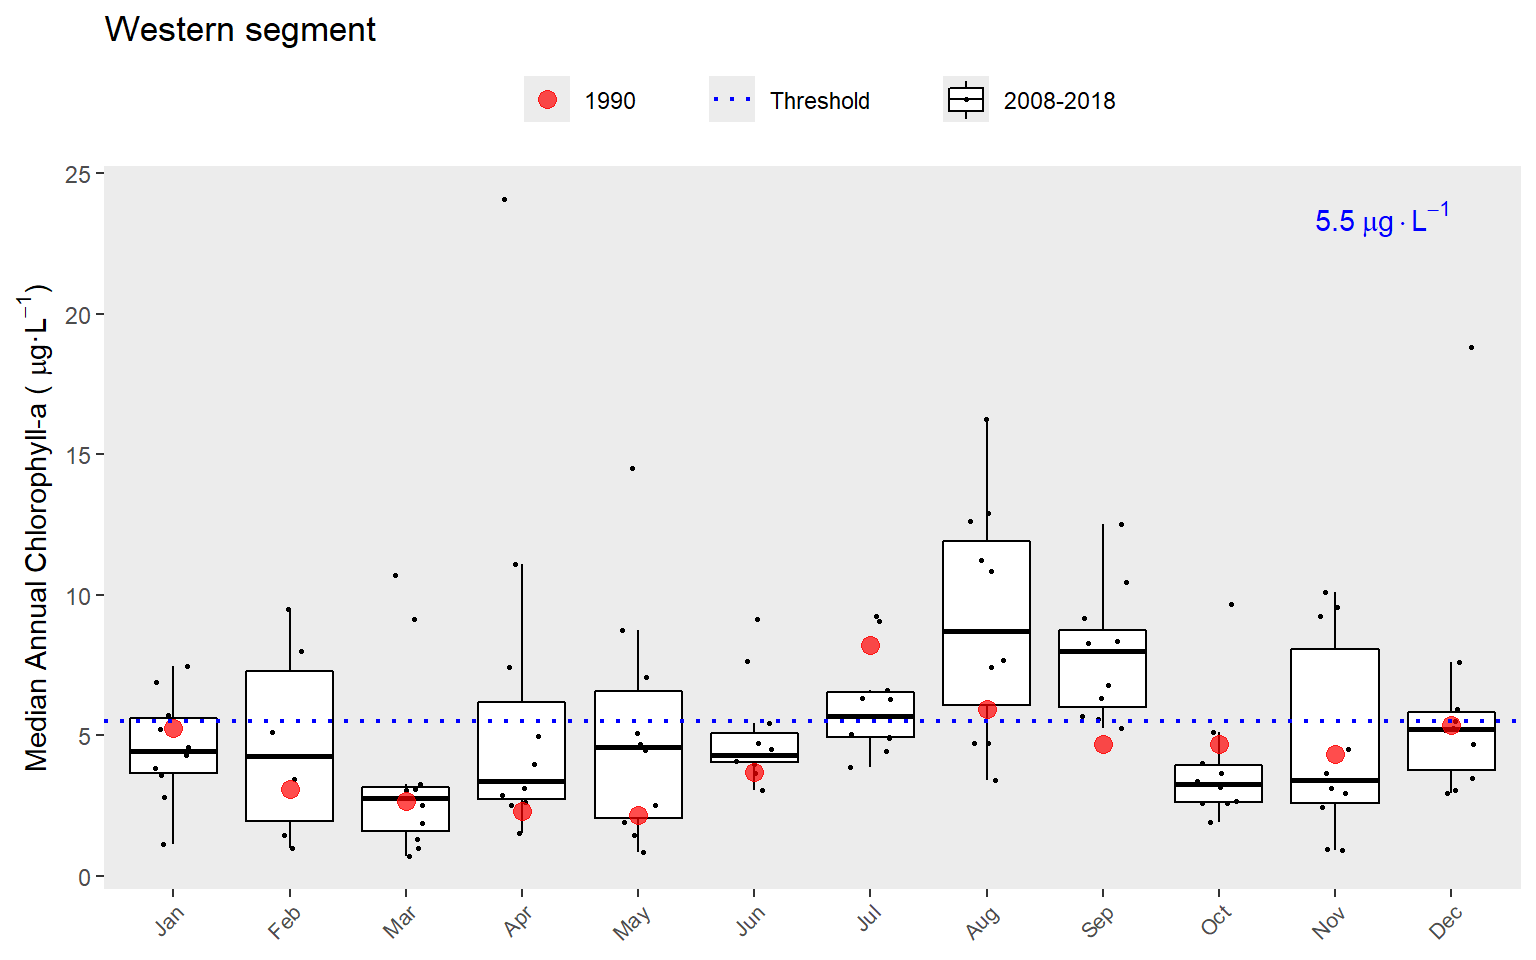 Western segment
1990 Threshold 2008-2018
Median Annual Chlorophyll-a ( μg·L⁻¹)
25
20
15
10
5
0
5.5 μg·L⁻¹
Jan Feb Mar Apr May Jun Jul Aug Sep Oct Nov Dec